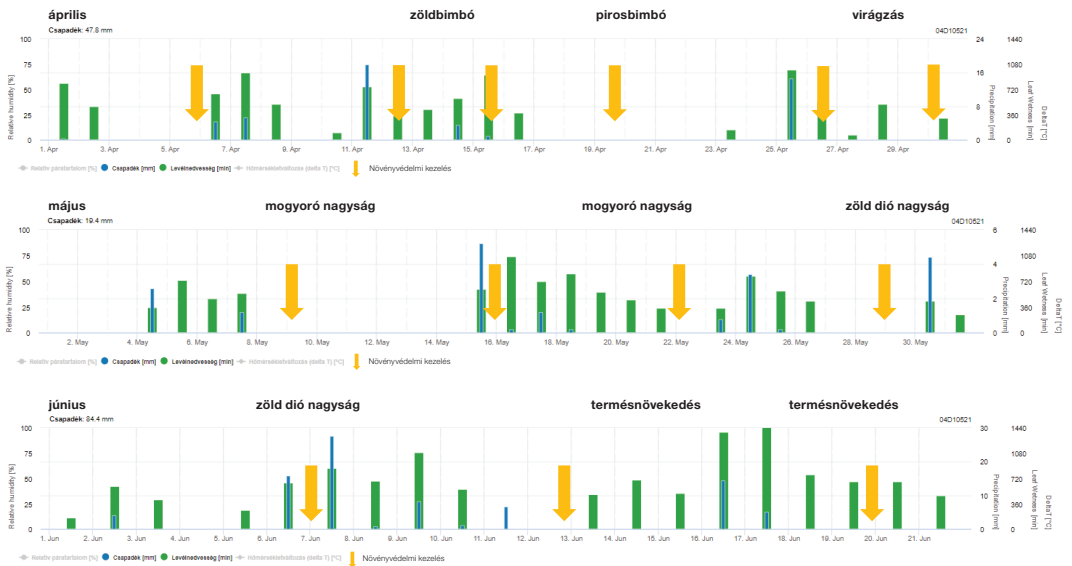 április zöldbimbó pirosbimbó virágzás
Csapadék: 47.8 mm 04D10521
100 75 50 25 0
Relative humidity [%]
24 16 8 0
Precipitation [mm]
1440 1080 720 360 0
Leaf Wetness [min]
DeltaT [°C]
1. Apr 3. Apr 5. Apr 7. Apr 9. Apr 11. Apr 13. Apr 15. Apr 17. Apr 19. Apr 21. Apr 23. Apr 25. Apr 27. Apr 29. Apr
Relatív páratartalom [%] Csapadék [mm] Levélnedvesség [min] Hőmérsékletváltozás (delta T) [°C] Növényvédelmi kezelés
május mogyoró nagyság mogyoró nagyság zöld dió nagyság
Csapadék: 19.4 mm 04D10521
100 75 50 25 0
Relative humidity [%]
6 4 2 0
Precipitation [mm]
1440 1080 720 360 0
Leaf Wetness [min]
DeltaT [°C]
2. May 4. May 6. May 8. May 10. May 12. May 14. May 16. May 18. May 20. May 22. May 24. May 26. May 28. May 30. May
Relatív páratartalom [%] Csapadék [mm] Levélnedvesség [min] Hőmérsékletváltozás (delta T) [°C] Növényvédelmi kezelés
június zöld dió nagyság termésnövekedés termésnövekedés
Csapadék: 84.4 mm 04D10521
100 75 50 25 0
Relative humidity [%]
30 20 10 0
Precipitation [mm]
1440 1080 720 360 0
Leaf Wetness [min]
DeltaT [°C]
1. Jun 2. Jun 3. Jun 4. Jun 5. Jun 6. Jun 7. Jun 8. Jun 9. Jun 10. Jun 11. Jun 12. Jun 13. Jun 14. Jun 15. Jun 16. Jun 17. Jun 18. Jun 19. Jun 20. Jun 21. Jun
Relatív páratartalom [%] Csapadék [mm] Levélnedvesség [min] Hőmérsékletváltozás (delta T) [°C] Növényvédelmi kezelés